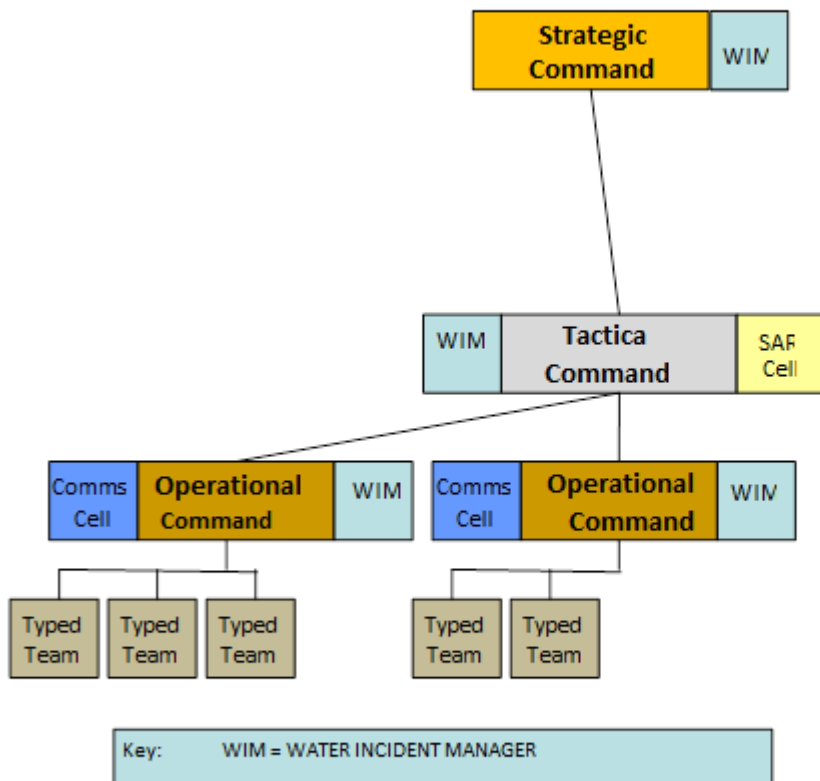 Strategic
Command
WIM
WIM
Tactica
Command
SAR
Cell
Comms
Cell
Operational
Command
WIM
Comms
Cell
Operational
Command
WIM
Typed
Team
Typed
Team
Typed
Team
Typed
Team
Typed
Team
Key: WIM = WATER INCIDENT MANAGER